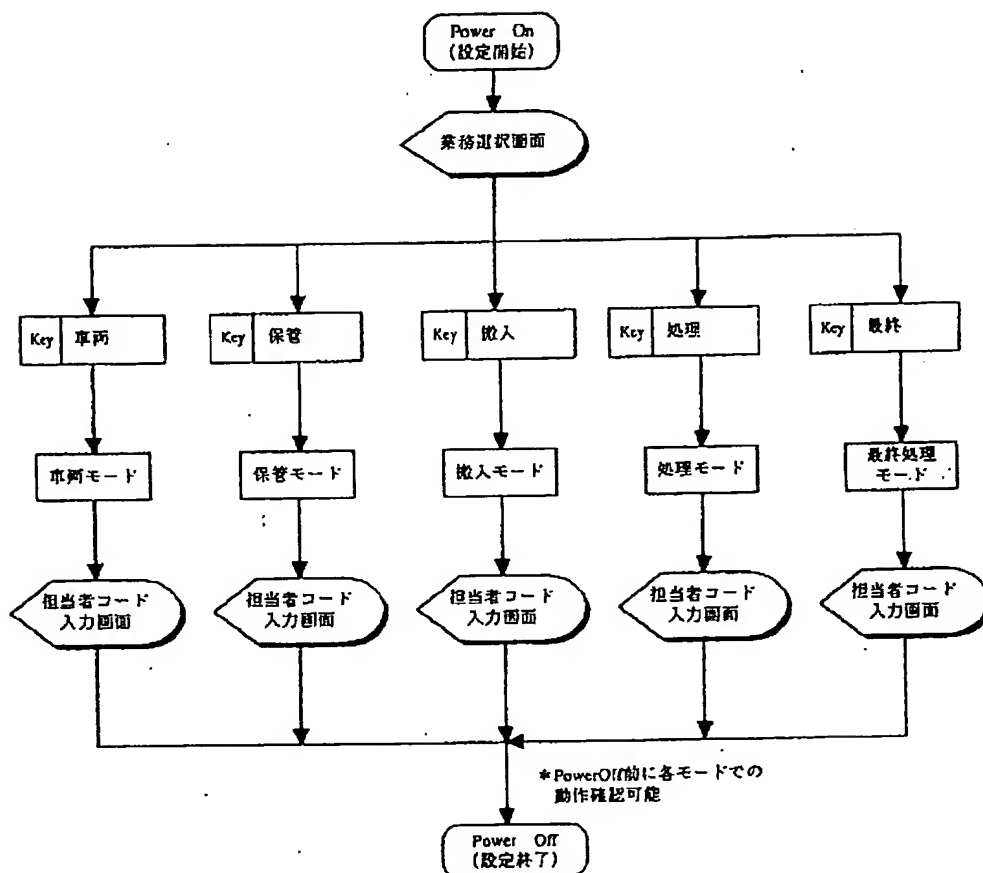 Power On
(設定開始)
業務選択画面
Key 車両
Key 保管
Key 搬入
Key 処理
Key 最終
車両モード
保管モード
搬入モード
処理モード
最終処理
モード
担当者コード
入力画面
担当者コード
入力画面
担当者コード
入力画面
担当者コード
入力画面
担当者コード
入力画面
*PowerOff前に各モードでの
動作確認可能
Power Off
(設定終了)